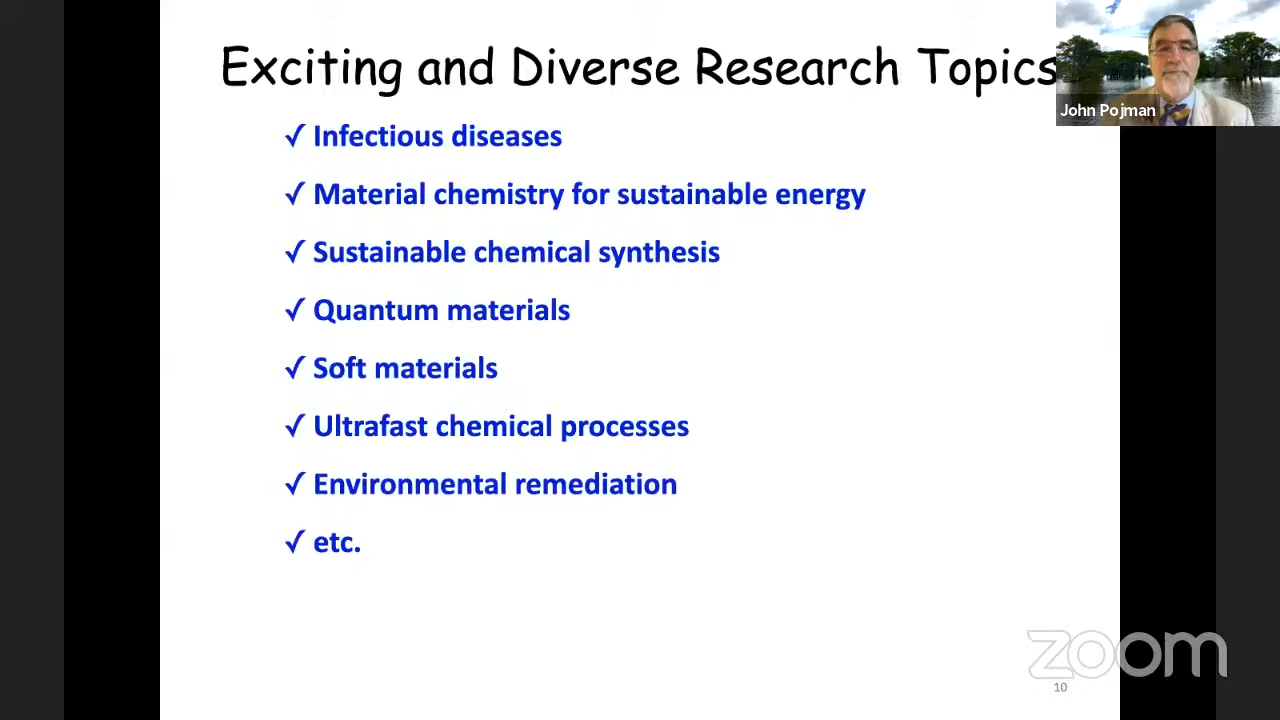 Exciting and Diverse Research Topics
John Pojman
✓ Infectious diseases
✓ Material chemistry for sustainable energy
✓ Sustainable chemical synthesis
✓ Quantum materials
✓ Soft materials
✓ Ultrafast chemical processes
✓ Environmental remediation
✓ etc.
zoom
10